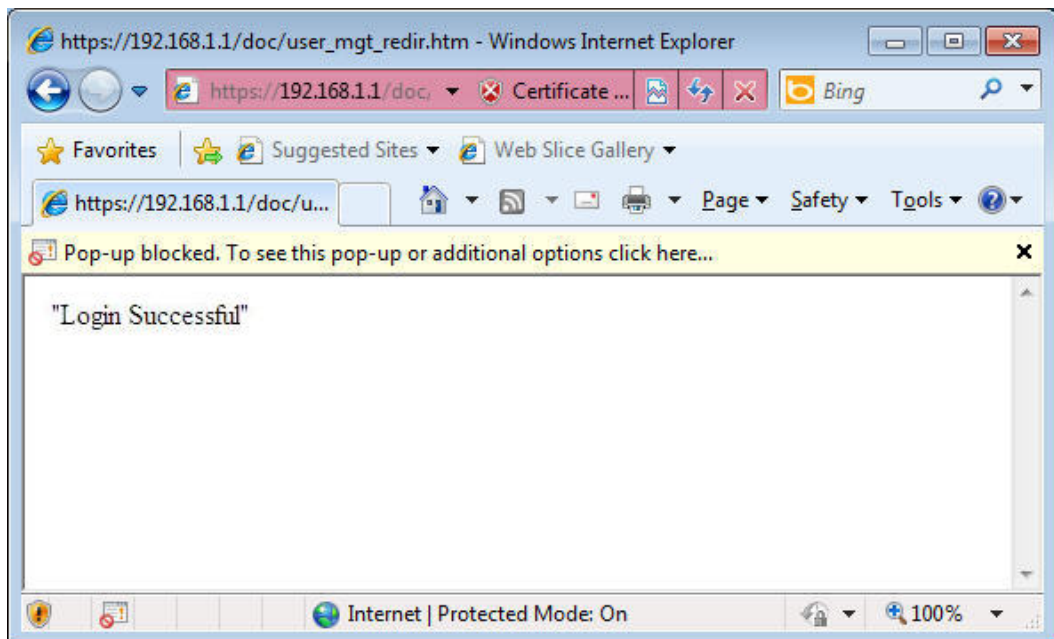 https://192.168.1.1/doc/user_mgt_redir.htm - Windows Internet Explorer
https://192.168.1.1/doc/ Certificate ... Bing
Favorites Suggested Sites Web Slice Gallery
https://192.168.1.1/doc/u... Page Safety Tools
Pop-up blocked. To see this pop-up or additional options click here...
"Login Successful"
Internet | Protected Mode: On 100%